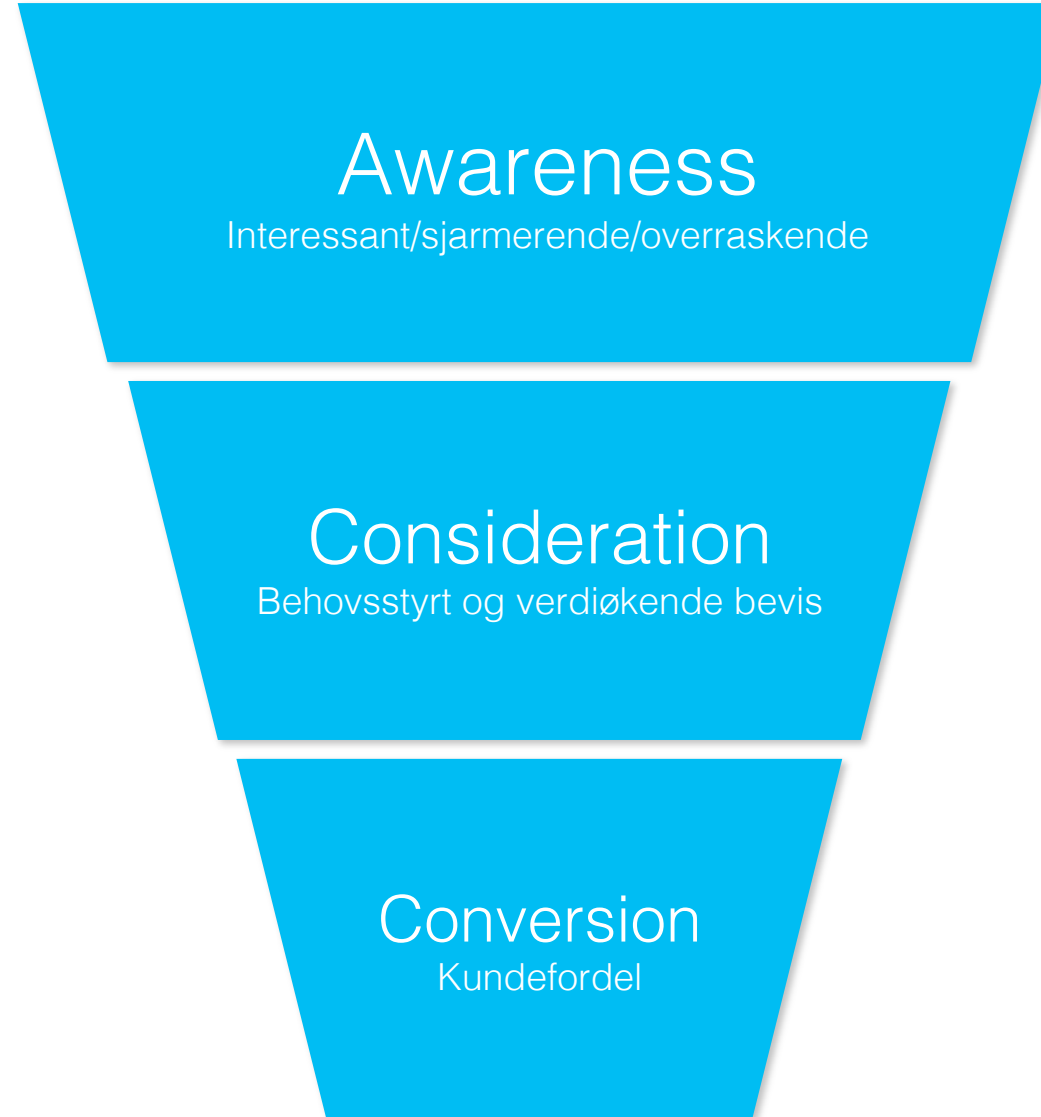 Awareness
Interessant/sjarmerende/overraskende
Consideration
Behovsstyrt og verdiøkende bevis
Conversion
Kundefordel